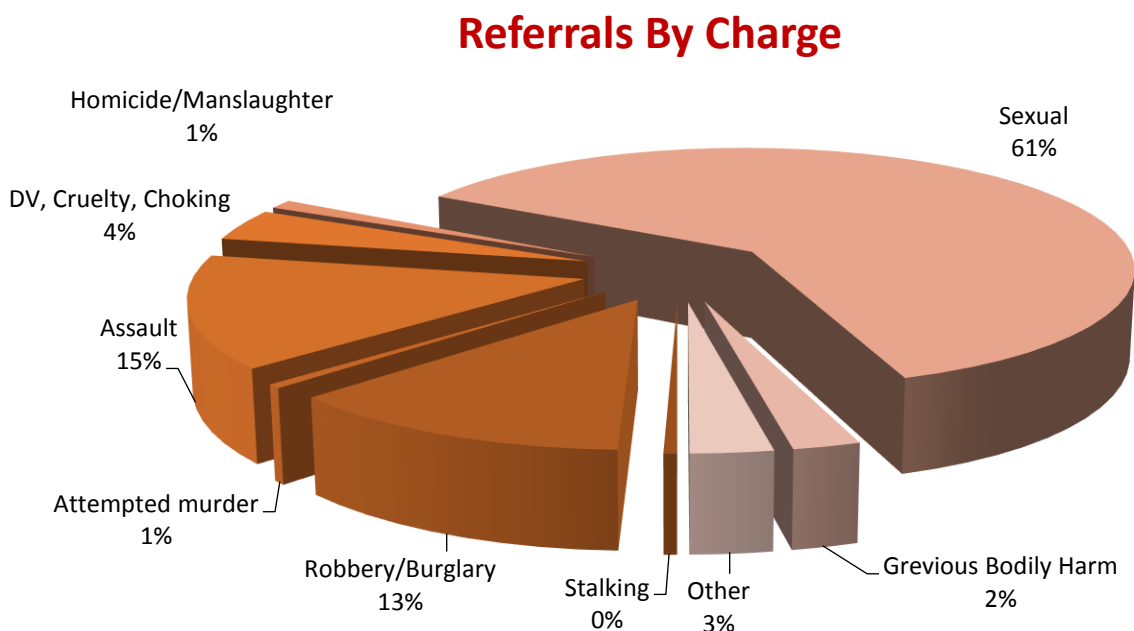 Referrals By Charge
Homicide/Manslaughter
1%
Sexual
61%
DV, Cruelty, Choking
4%
Assault
15%
Attempted murder
1%
Robbery/Burglary
13%
Stalking
0%
Other
3%
Grevious Bodily Harm
2%